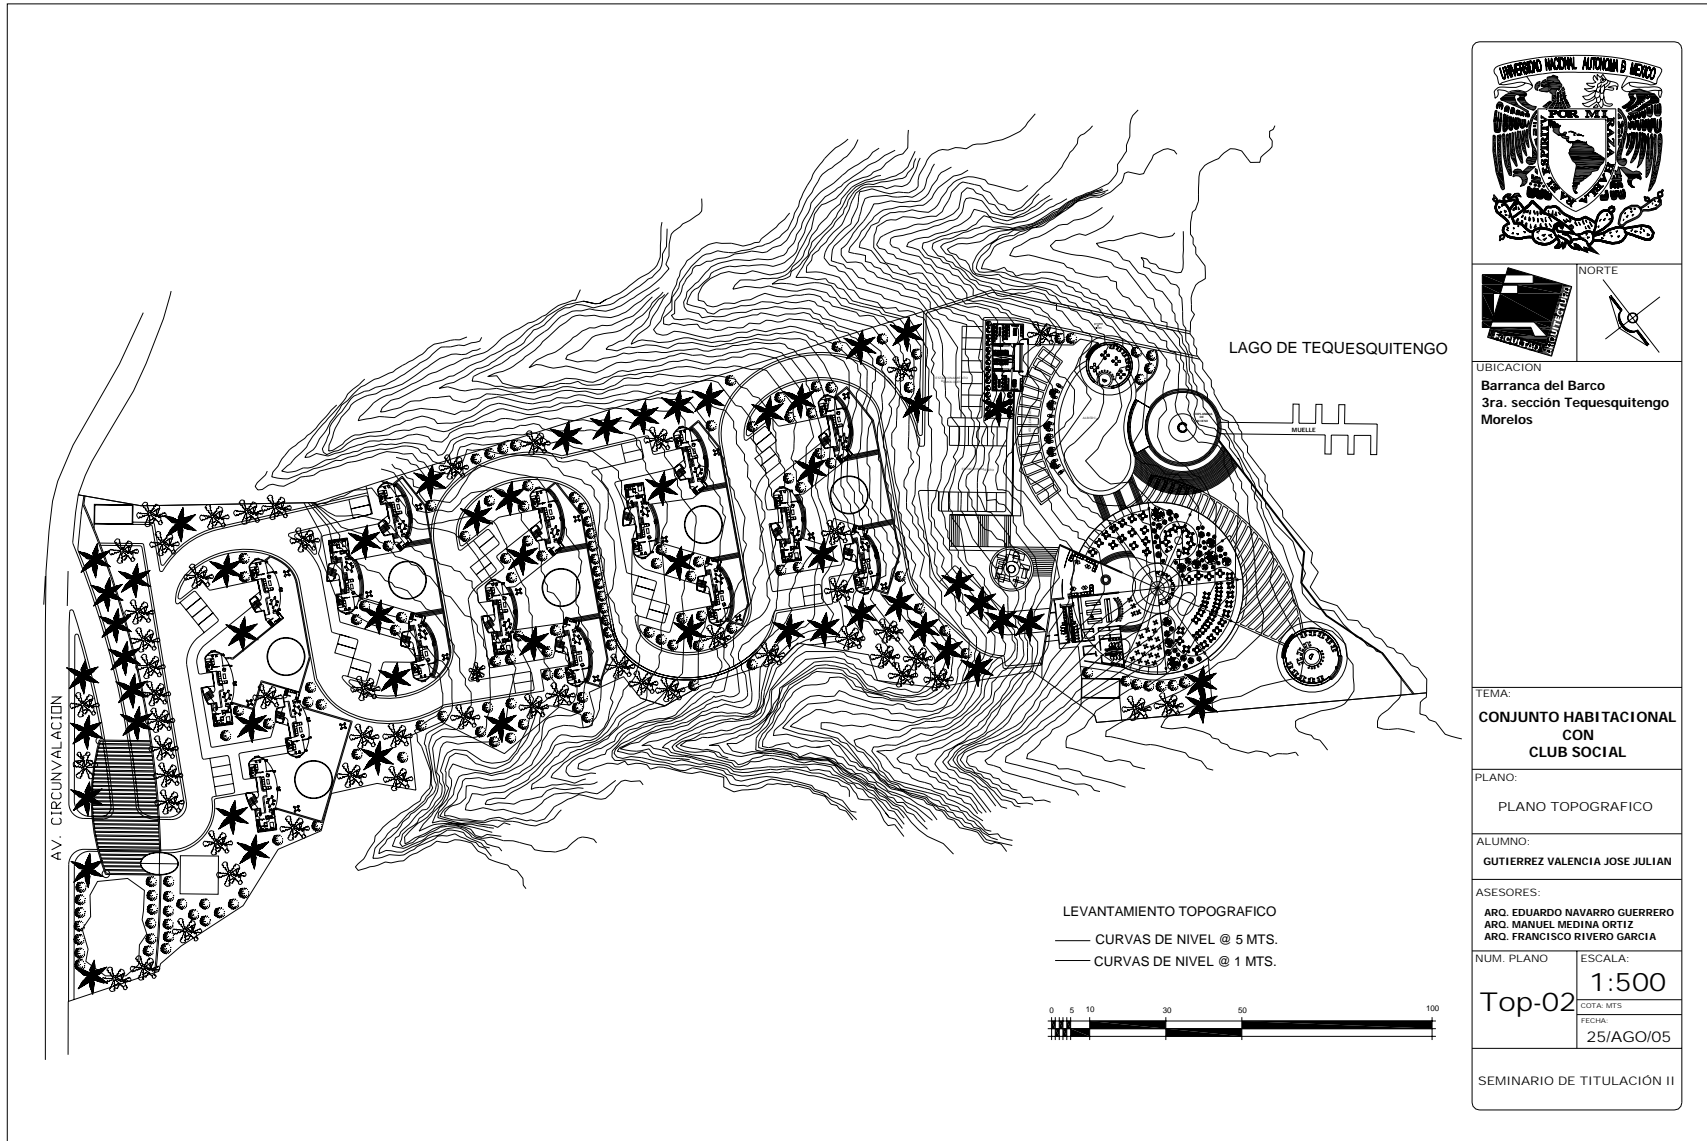 UNIVERSIDAD NACIONAL AUTONOMA D MEXICO
POR MI RAZA HABLARA EL ESPIRITU
FACULTAD
ARQUITECTURA
NORTE
UBICACION
Barranca del Barco
3ra. sección Tequesquitengo
Morelos
TEMA:
CONJUNTO HABITACIONAL
CON
CLUB SOCIAL
PLANO:
PLANO TOPOGRAFICO
ALUMNO:
GUTIERREZ VALENCIA JOSE JULIAN
ASESORES:
ARQ. EDUARDO NAVARRO GUERRERO
ARQ. MANUEL MEDINA ORTIZ
ARQ. FRANCISCO RIVERO GARCIA
NUM. PLANO
Top-02
ESCALA:
1:500
COTA: MTS
FECHA:
25/AGO/05
SEMINARIO DE TITULACIÓN II
LAGO DE TEQUESQUITENGO
MUELLE
AV. CIRCUNVALACION
LEVANTAMIENTO TOPOGRAFICO
CURVAS DE NIVEL @ 5 MTS.
CURVAS DE NIVEL @ 1 MTS.
0 5 10 30 50 100